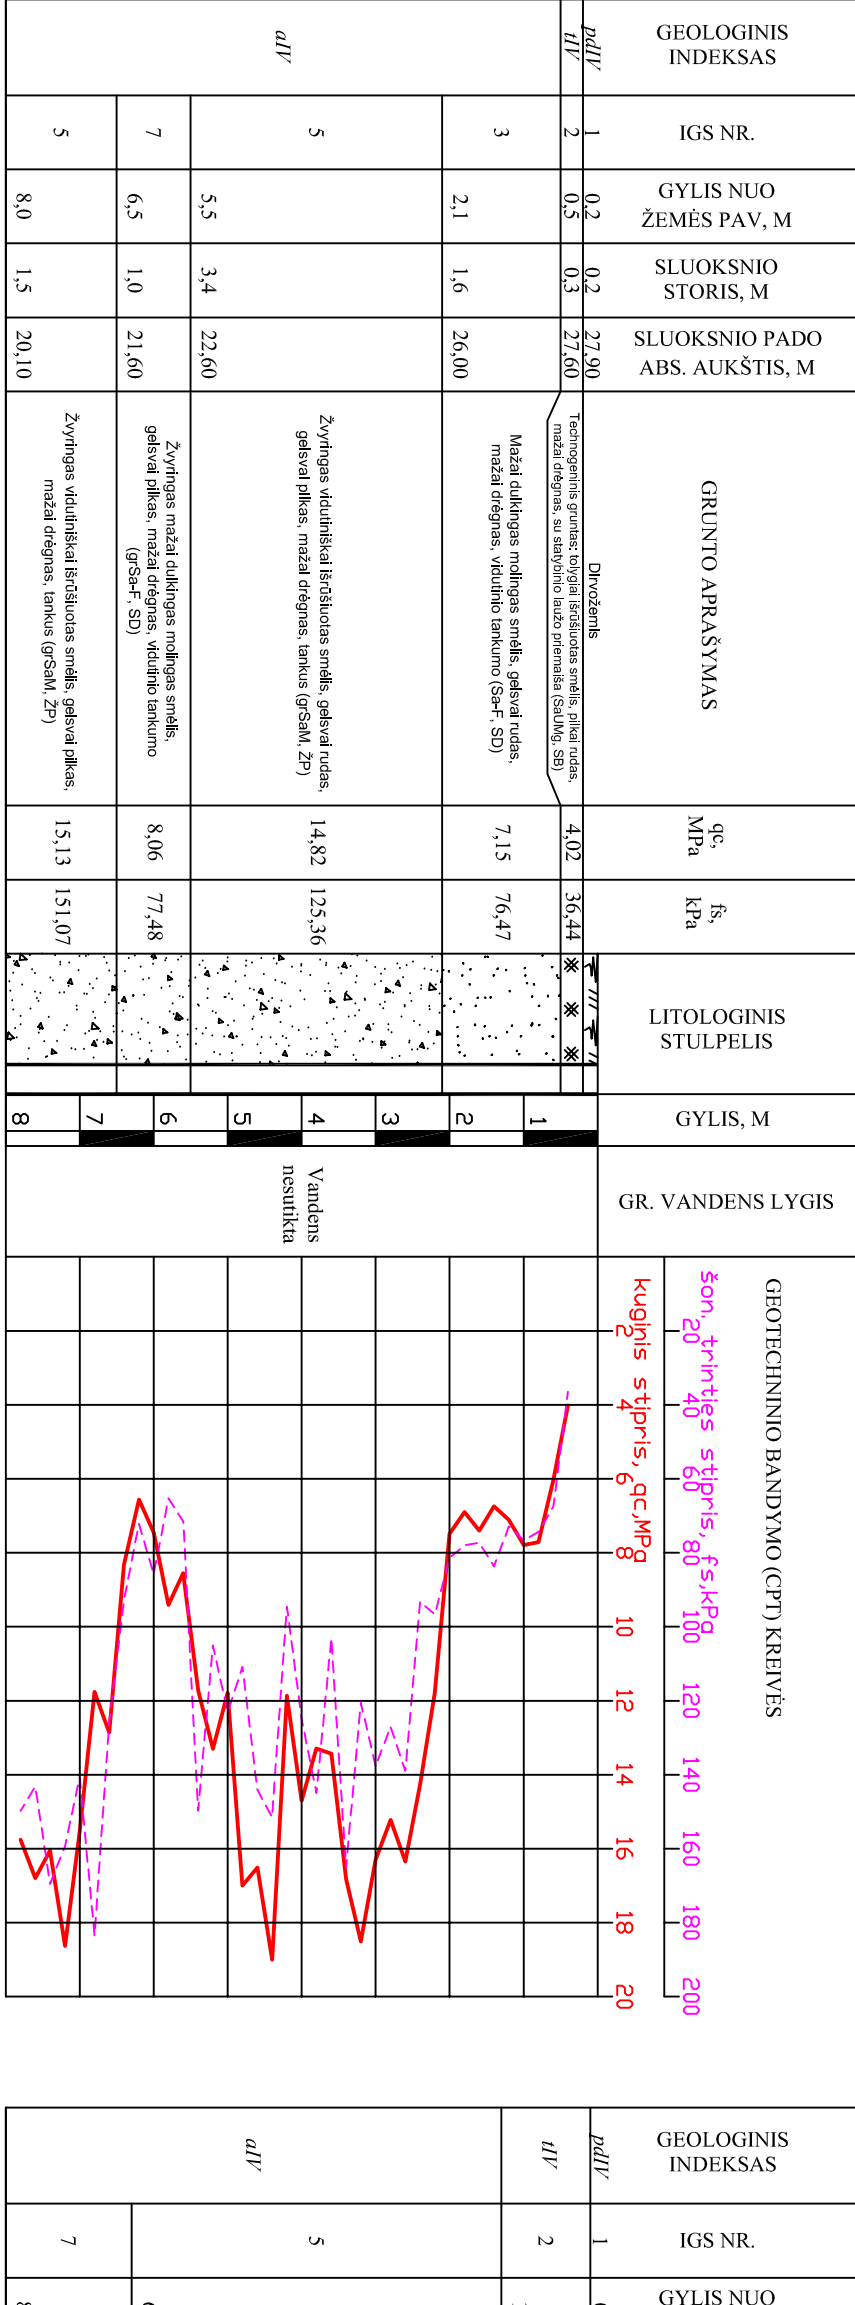 GEOLOGINIS
INDEKSAS
pdIV
tIV
aIV
IGS NR.
1
2
3
5
7
5
GYLIS NUO
ŽEMĖS PAV, M
0,2
0,5
2,1
5,5
6,5
8,0
SLUOKSNIO
STORIS, M
0,2
0,3
1,6
3,4
1,0
1,5
SLUOKSNIO PADO
ABS. AUKŠTIS, M
27,90
27,60
26,00
22,60
21,60
20,10
GRUNTO APRAŠYMAS
Dirvožemis
Technogeninis gruntas: tolygiai išrūšiuotas smėlis, pilkai rudas,
mažai drėgnas, su statybinio laužo priemaiša (SaUMg, SB)
Mažai dulkingas molingas smėlis, gelsvai rudas,
mažai drėgnas, vidutinio tankumo (Sa-F, SD)
Žvyringas vidutiniškai išrūšiuotas smėlis, gelsvai rudas,
gelsvai pilkas, mažai drėgnas, tankus (grSaM, ŽP)
Žvyringas mažai dulkingas molingas smėlis,
gelsvai pilkas, mažai drėgnas, vidutinio tankumo
(grSa-F, SD)
Žvyringas vidutiniškai išrūšiuotas smėlis, gelsvai pilkas,
mažai drėgnas, tankus (grSaM, ŽP)
qc,
MPa
4,02
7,15
14,82
8,06
15,13
fs,
kPa
36,44
76,47
125,36
77,48
151,07
LITOLOGINIS
STULPELIS
GYLIS, M
1
2
3
4
5
6
7
8
GR. VANDENS LYGIS
Vandens
nesutikta
GEOTECHNINIO BANDYMO (CPT) KREIVĖS
šon. trinties stipris, fs,kPa
20 40 60 80 100 120 140 160 180 200
kūginis stipris, qc,MPa
2 4 6 8 10 12 14 16 18 20
GEOLOGINIS
INDEKSAS
pdIV
tIV
aIV
IGS NR.
1
2
5
7
GYLIS NUO